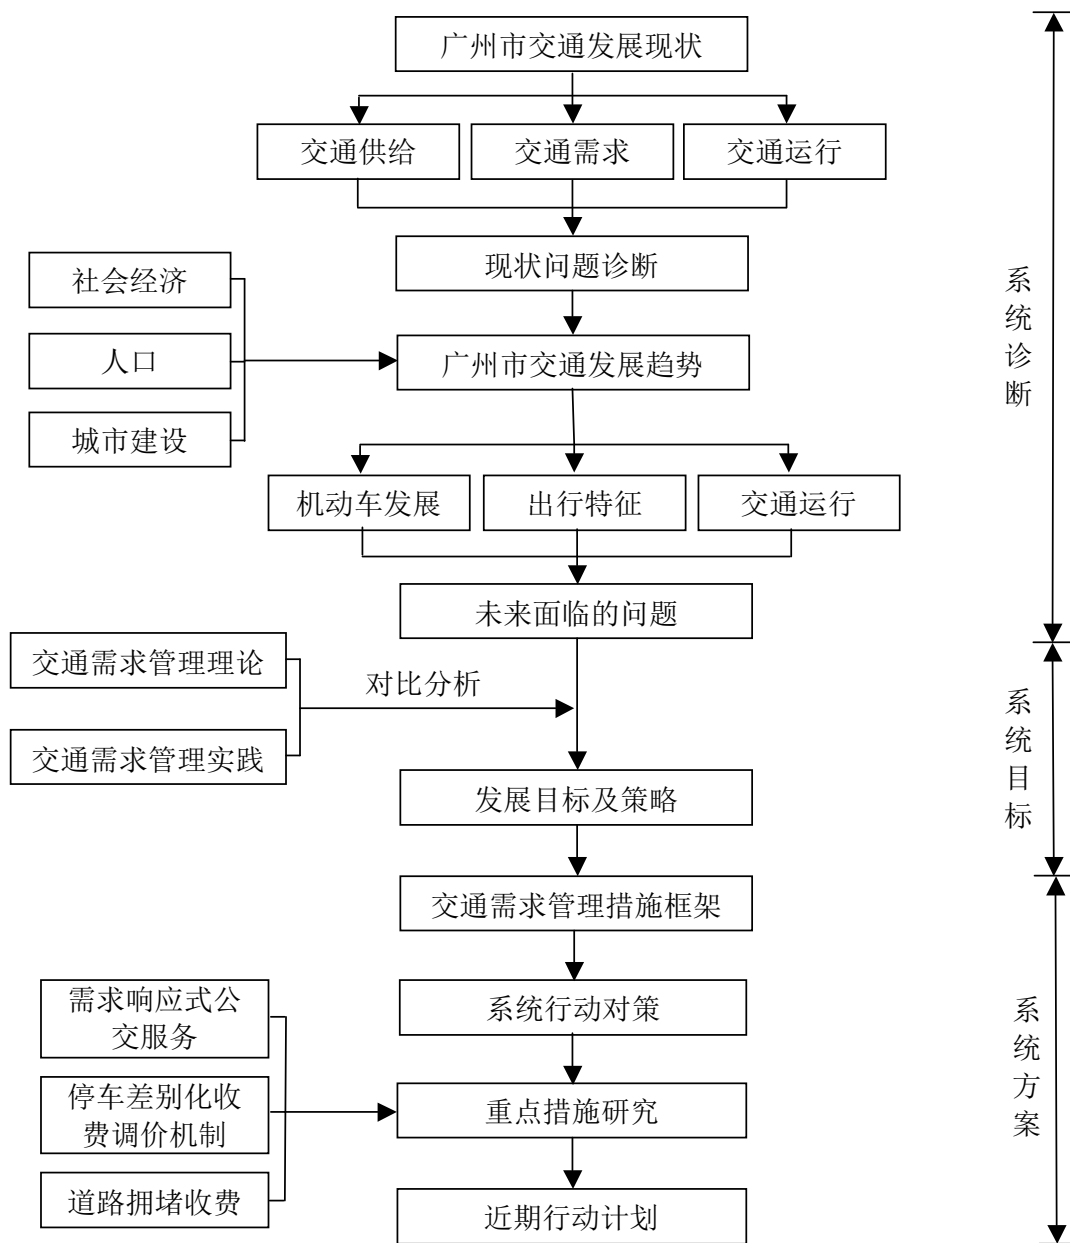 广州市交通发展现状
交通供给
交通需求
交通运行
现状问题诊断
社会经济
人口
城市建设
广州市交通发展趋势
机动车发展
出行特征
交通运行
未来面临的问题
系统诊断
交通需求管理理论
交通需求管理实践
对比分析
发展目标及策略
系统目标
交通需求管理措施框架
系统行动对策
需求响应式公
交服务
停车差别化收
费调价机制
道路拥堵收费
重点措施研究
近期行动计划
系统方案